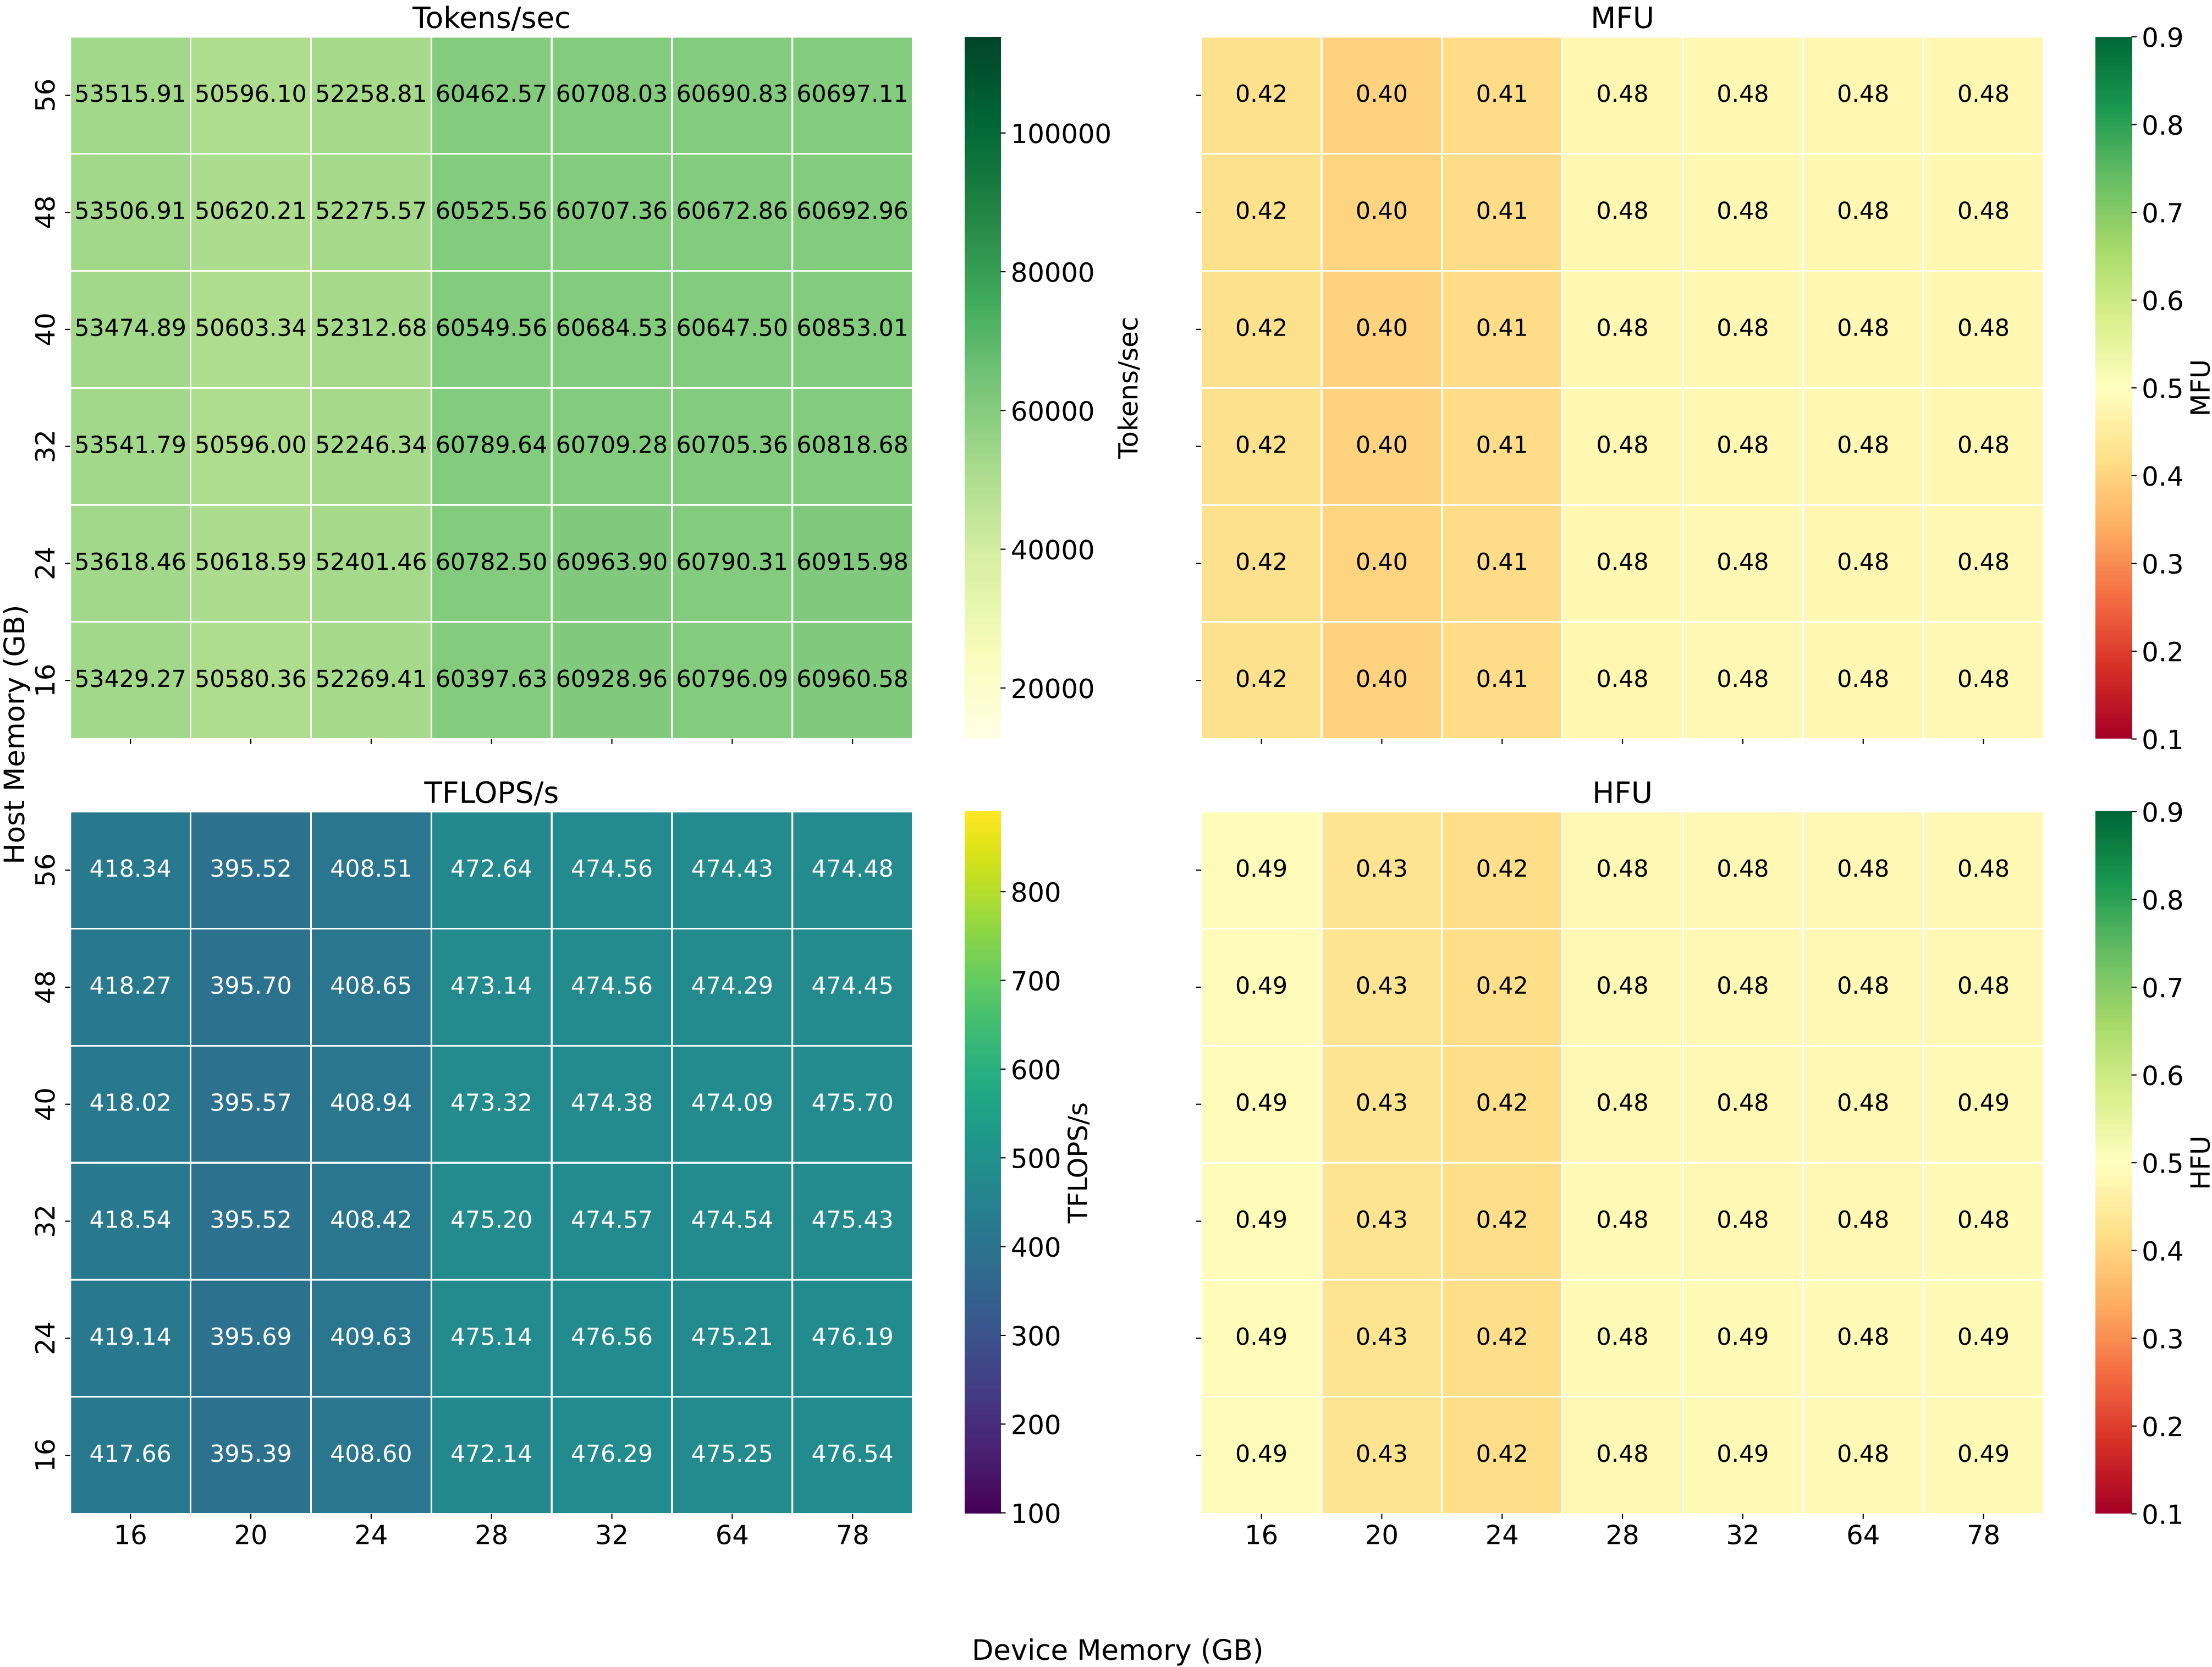 Tokens/sec
56 53515.91 50596.10 52258.81 60462.57 60708.03 60690.83 60697.11
48 53506.91 50620.21 52275.57 60525.56 60707.36 60672.86 60692.96
40 53474.89 50603.34 52312.68 60549.56 60684.53 60647.50 60853.01
32 53541.79 50596.00 52246.34 60789.64 60709.28 60705.36 60818.68
24 53618.46 50618.59 52401.46 60782.50 60963.90 60790.31 60915.98
16 53429.27 50580.36 52269.41 60397.63 60928.96 60796.09 60960.58
100000
80000
60000
40000
20000
Tokens/sec
MFU
0.42 0.40 0.41 0.48 0.48 0.48 0.48
0.42 0.40 0.41 0.48 0.48 0.48 0.48
0.42 0.40 0.41 0.48 0.48 0.48 0.48
0.42 0.40 0.41 0.48 0.48 0.48 0.48
0.42 0.40 0.41 0.48 0.48 0.48 0.48
0.42 0.40 0.41 0.48 0.48 0.48 0.48
0.9
0.8
0.7
0.6
0.5
0.4
0.3
0.2
0.1
MFU
Host Memory (GB)
TFLOPS/s
56 418.34 395.52 408.51 472.64 474.56 474.43 474.48
48 418.27 395.70 408.65 473.14 474.56 474.29 474.45
40 418.02 395.57 408.94 473.32 474.38 474.09 475.70
32 418.54 395.52 408.42 475.20 474.57 474.54 475.43
24 419.14 395.69 409.63 475.14 476.56 475.21 476.19
16 417.66 395.39 408.60 472.14 476.29 475.25 476.54
16 20 24 28 32 64 78
800
700
600
500
400
300
200
100
TFLOPS/s
HFU
0.49 0.43 0.42 0.48 0.48 0.48 0.48
0.49 0.43 0.42 0.48 0.48 0.48 0.48
0.49 0.43 0.42 0.48 0.48 0.48 0.49
0.49 0.43 0.42 0.48 0.48 0.48 0.48
0.49 0.43 0.42 0.48 0.49 0.48 0.49
0.49 0.43 0.42 0.48 0.49 0.48 0.49
16 20 24 28 32 64 78
0.9
0.8
0.7
0.6
0.5
0.4
0.3
0.2
0.1
HFU
Device Memory (GB)